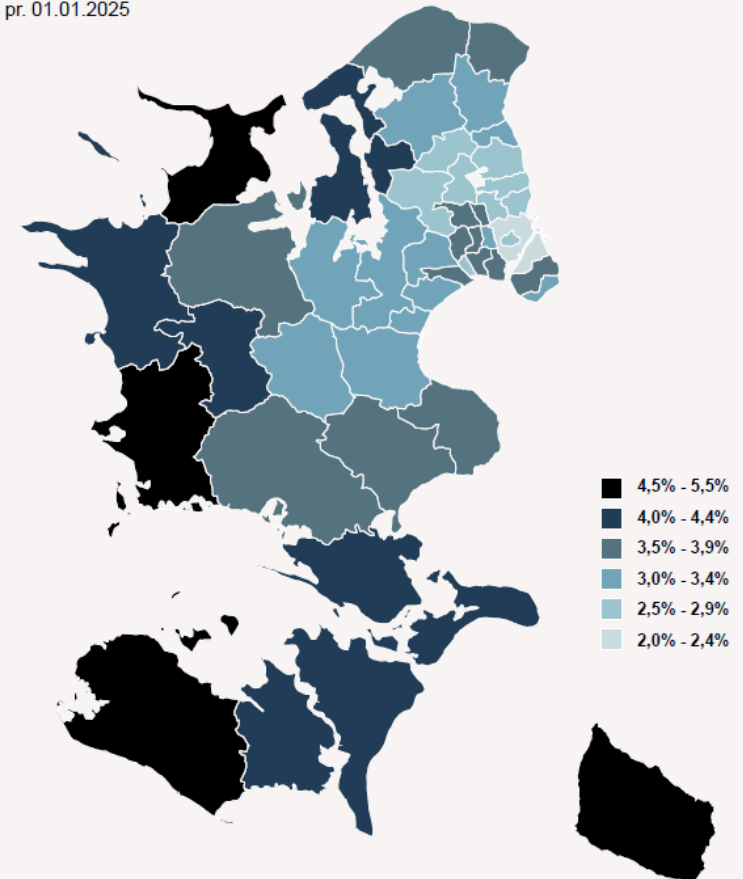 pr. 01.01.2025
4,5% - 5,5%
4,0% - 4,4%
3,5% - 3,9%
3,0% - 3,4%
2,5% - 2,9%
2,0% - 2,4%